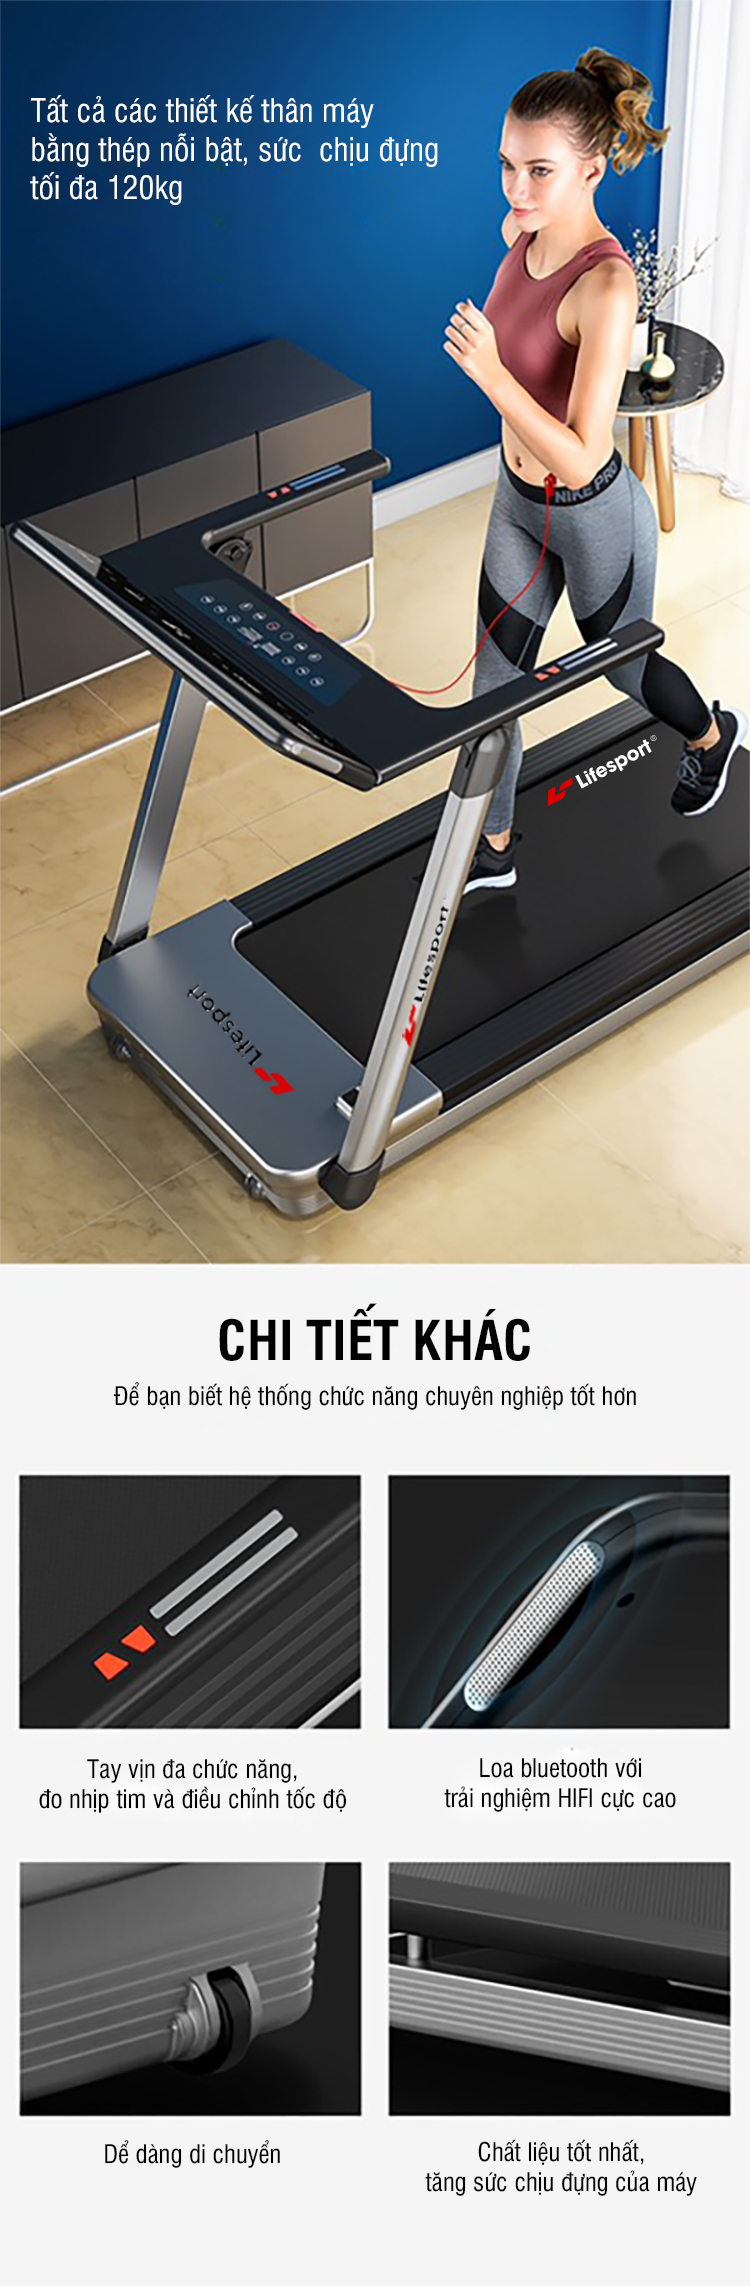 Tất cả các thiết kế thân máy
bằng thép nỗi bật, sức chịu đựng
tối đa 120kg
NIKE PRO
Lifesport®
Lifesport
Lifesport
CHI TIẾT KHÁC
Để bạn biết hệ thống chức năng chuyên nghiệp tốt hơn
Tay vịn đa chức năng,
đo nhịp tim và điều chỉnh tốc độ
Loa bluetooth với
trải nghiệm HIFI cực cao
Dể dàng di chuyển
Chất liệu tốt nhất,
tăng sức chịu đựng của máy